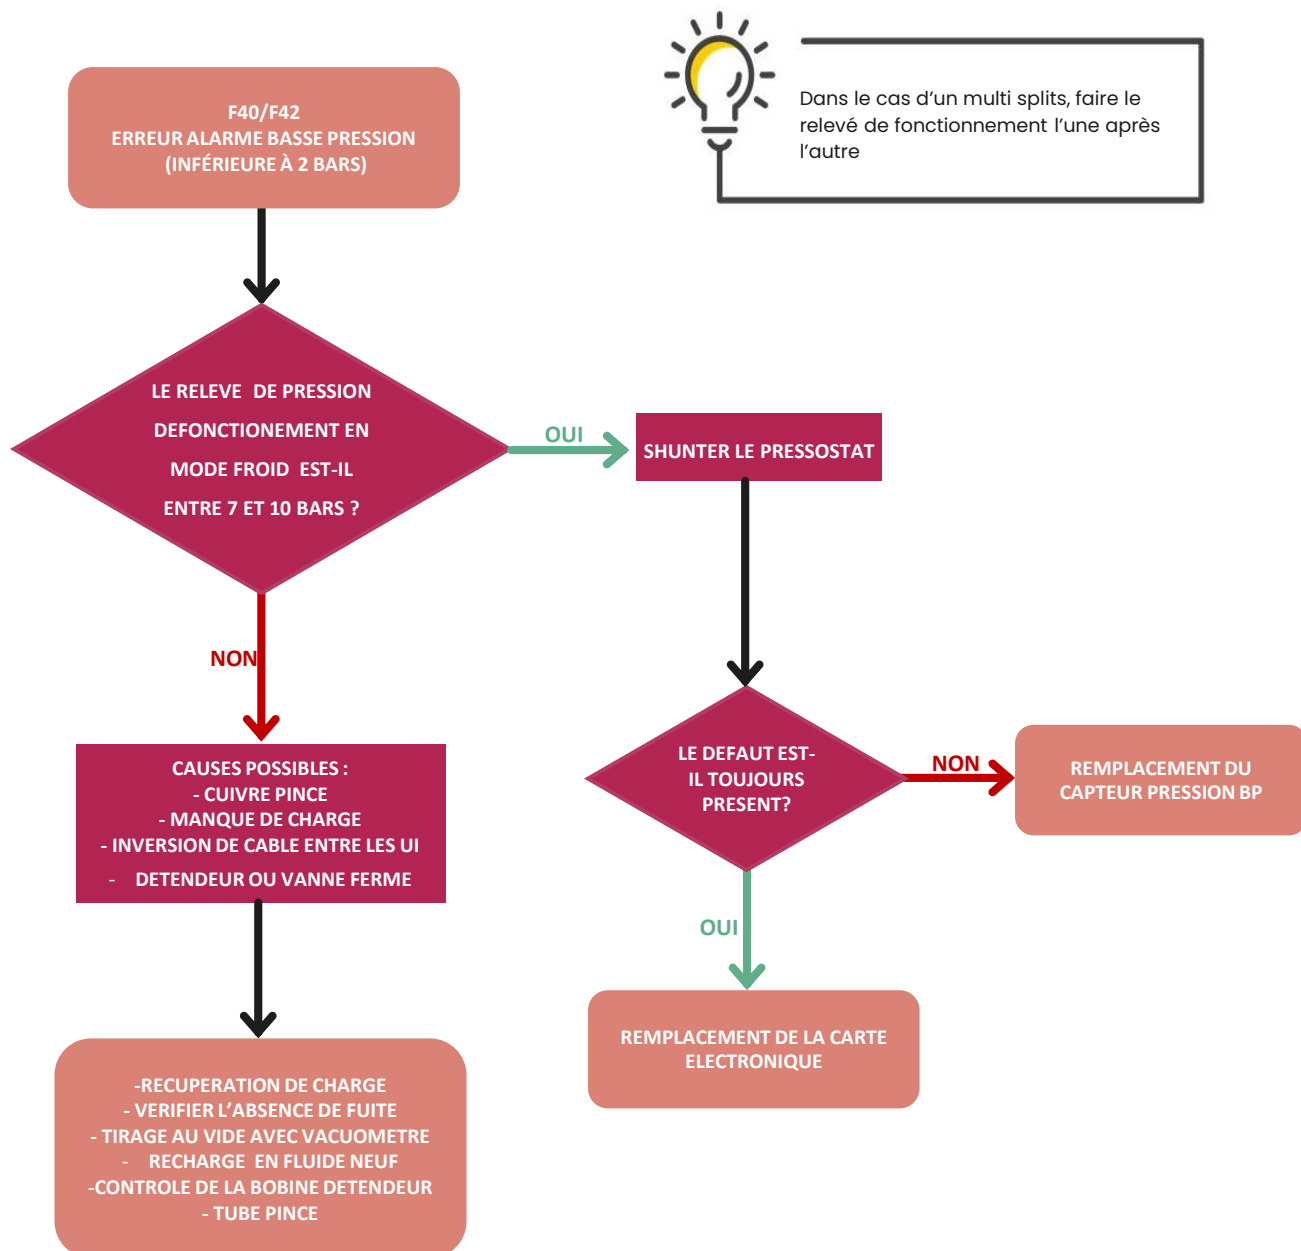 F40/F42
ERREUR ALARME BASSE PRESSION
(INFÉRIEURE À 2 BARS)
Dans le cas d’un multi splits, faire le
relevé de fonctionnement l’une après
l’autre
LE RELEVE DE PRESSION
DEFONCTIONEMENT EN
MODE FROID EST-IL
ENTRE 7 ET 10 BARS ?
OUI
SHUNTER LE PRESSOSTAT
NON
CAUSES POSSIBLES :
- CUIVRE PINCE
- MANQUE DE CHARGE
- INVERSION DE CABLE ENTRE LES UI
- DETENDEUR OU VANNE FERME
LE DEFAUT EST-
IL TOUJOURS
PRESENT?
NON
REMPLACEMENT DU
CAPTEUR PRESSION BP
OUI
REMPLACEMENT DE LA CARTE
ELECTRONIQUE
-RECUPERATION DE CHARGE
- VERIFIER L’ABSENCE DE FUITE
- TIRAGE AU VIDE AVEC VACUOMETRE
- RECHARGE EN FLUIDE NEUF
-CONTROLE DE LA BOBINE DETENDEUR
- TUBE PINCE